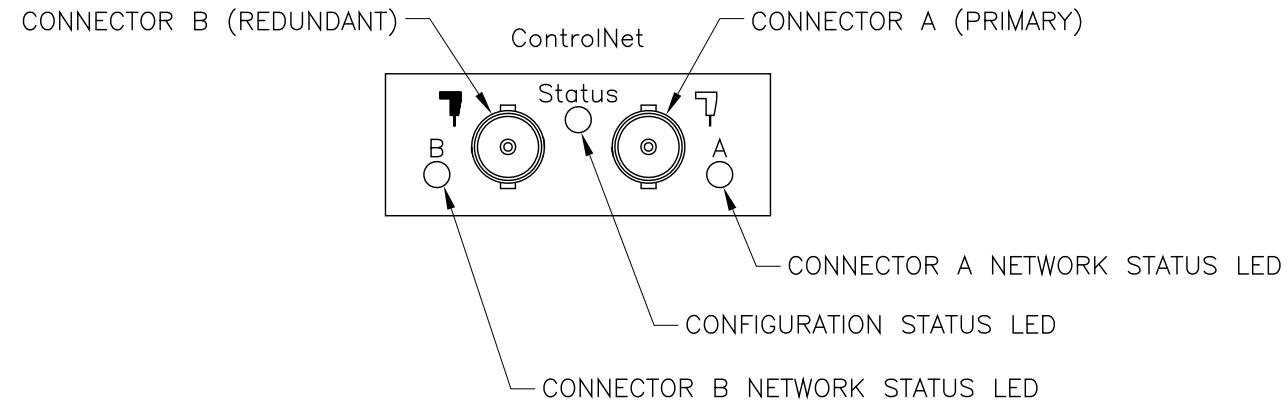 CONNECTOR B (REDUNDANT)
CONNECTOR A (PRIMARY)
ControlNet
Status
B
A
CONNECTOR A NETWORK STATUS LED
CONFIGURATION STATUS LED
CONNECTOR B NETWORK STATUS LED